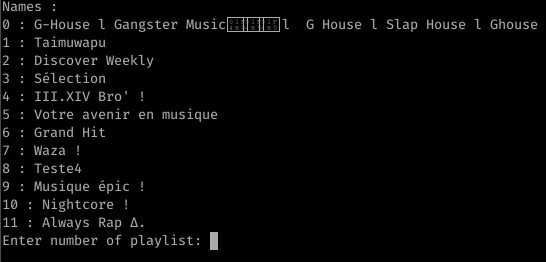 Names :
0 : G-House l Gangster Music l  G House l Slap House l Ghouse
1 : Taimuwapu
2 : Discover Weekly
3 : Sélection
4 : III.XIV Bro' !
5 : Votre avenir en musique
6 : Grand Hit
7 : Waza !
8 : Teste4
9 : Musique épic !
10 : Nightcore !
11 : Always Rap Δ.
Enter number of playlist: